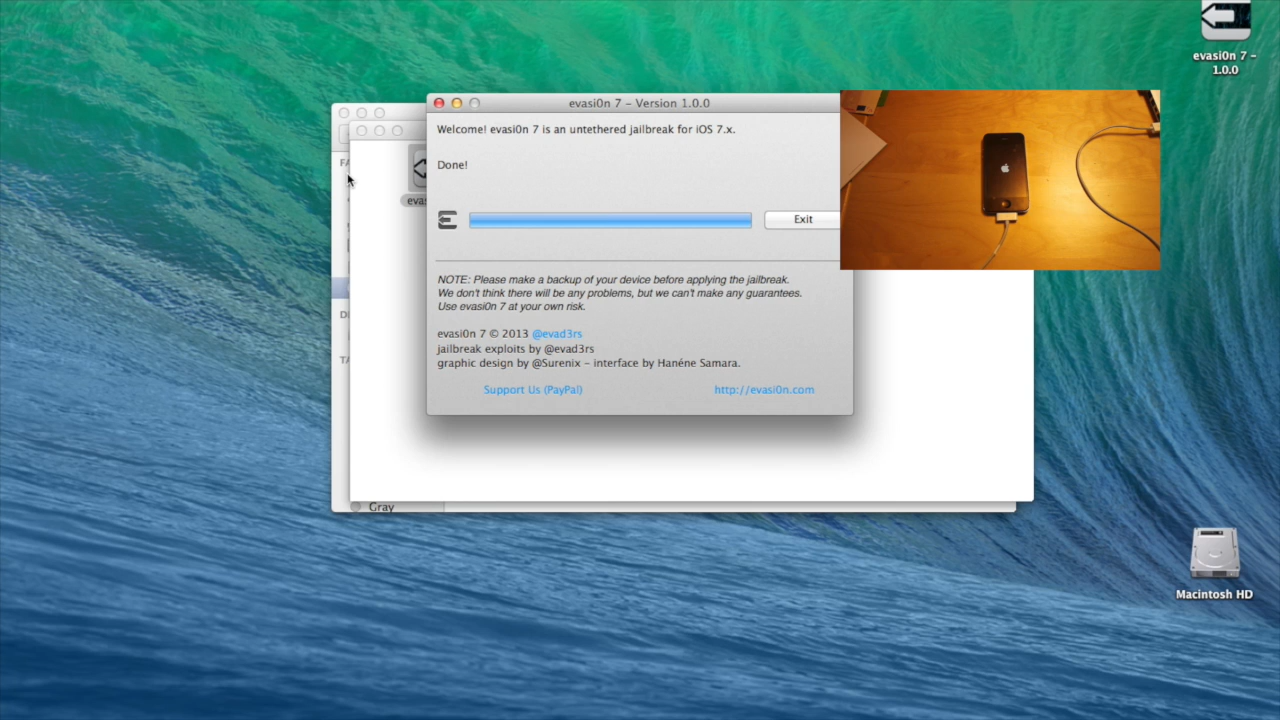 evasi0n 7 –
1.0.0
evasi0n 7 – Version 1.0.0
Welcome! evasi0n 7 is an untethered jailbreak for iOS 7.x.
Done!
Exit
NOTE: Please make a backup of your device before applying the jailbreak.
We don't think there will be any problems, but we can't make any guarantees.
Use evasi0n 7 at your own risk.
evasi0n 7 © 2013 @evad3rs
jailbreak exploits by @evad3rs
graphic design by @Surenix – interface by Hanéne Samara.
Support Us (PayPal)
http://evasi0n.com
Gray
Macintosh HD